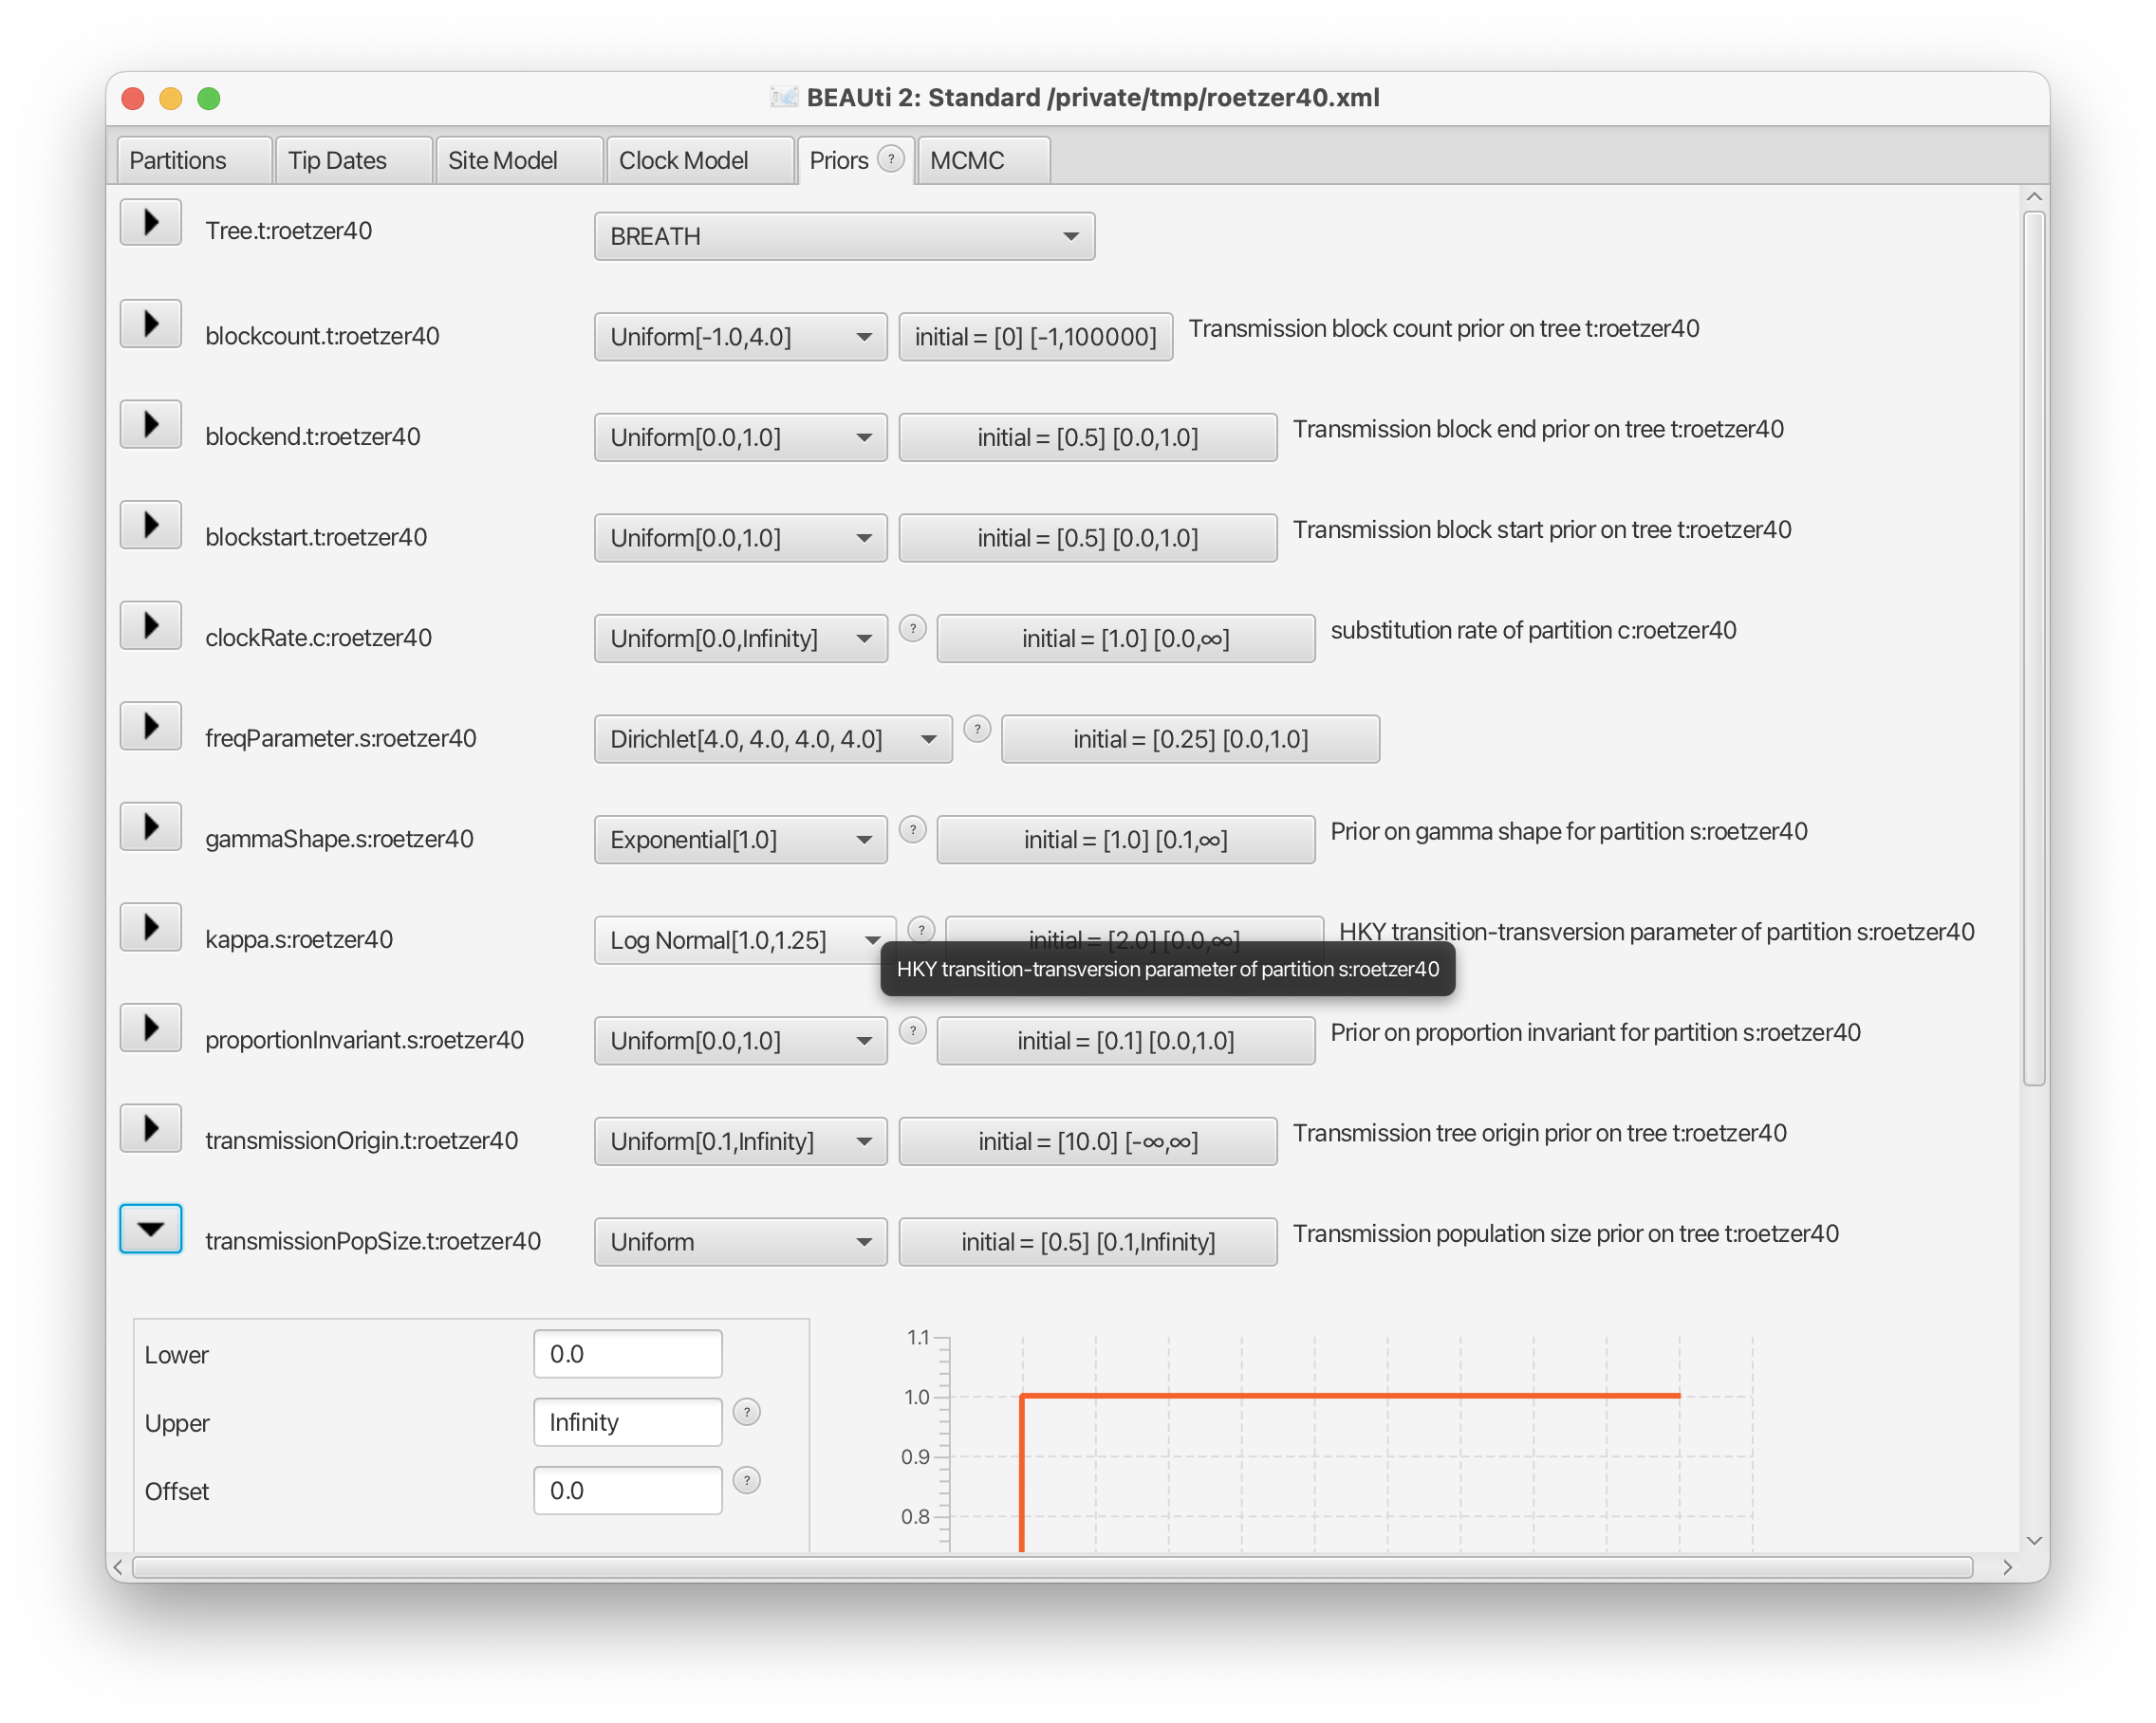 BEAUti 2: Standard /private/tmp/roetzer40.xml
Partitions Tip Dates Site Model Clock Model Priors ? MCMC
Tree.t:roetzer40 BREATH
blockcount.t:roetzer40 Uniform[-1.0,4.0] initial = [0] [-1,100000] Transmission block count prior on tree t:roetzer40
blockend.t:roetzer40 Uniform[0.0,1.0] initial = [0.5] [0.0,1.0] Transmission block end prior on tree t:roetzer40
blockstart.t:roetzer40 Uniform[0.0,1.0] initial = [0.5] [0.0,1.0] Transmission block start prior on tree t:roetzer40
clockRate.c:roetzer40 Uniform[0.0,Infinity] ? initial = [1.0] [0.0,∞] substitution rate of partition c:roetzer40
freqParameter.s:roetzer40 Dirichlet[4.0, 4.0, 4.0, 4.0] ? initial = [0.25] [0.0,1.0]
gammaShape.s:roetzer40 Exponential[1.0] ? initial = [1.0] [0.1,∞] Prior on gamma shape for partition s:roetzer40
kappa.s:roetzer40 Log Normal[1.0,1.25] ? initial = [2.0] [0.0,∞] HKY transition-transversion parameter of partition s:roetzer40
HKY transition-transversion parameter of partition s:roetzer40
proportionInvariant.s:roetzer40 Uniform[0.0,1.0] ? initial = [0.1] [0.0,1.0] Prior on proportion invariant for partition s:roetzer40
transmissionOrigin.t:roetzer40 Uniform[0.1,Infinity] initial = [10.0] [-∞,∞] Transmission tree origin prior on tree t:roetzer40
transmissionPopSize.t:roetzer40 Uniform initial = [0.5] [0.1,Infinity] Transmission population size prior on tree t:roetzer40
Lower 0.0
Upper Infinity ?
Offset 0.0 ?
1.1
1.0
0.9
0.8